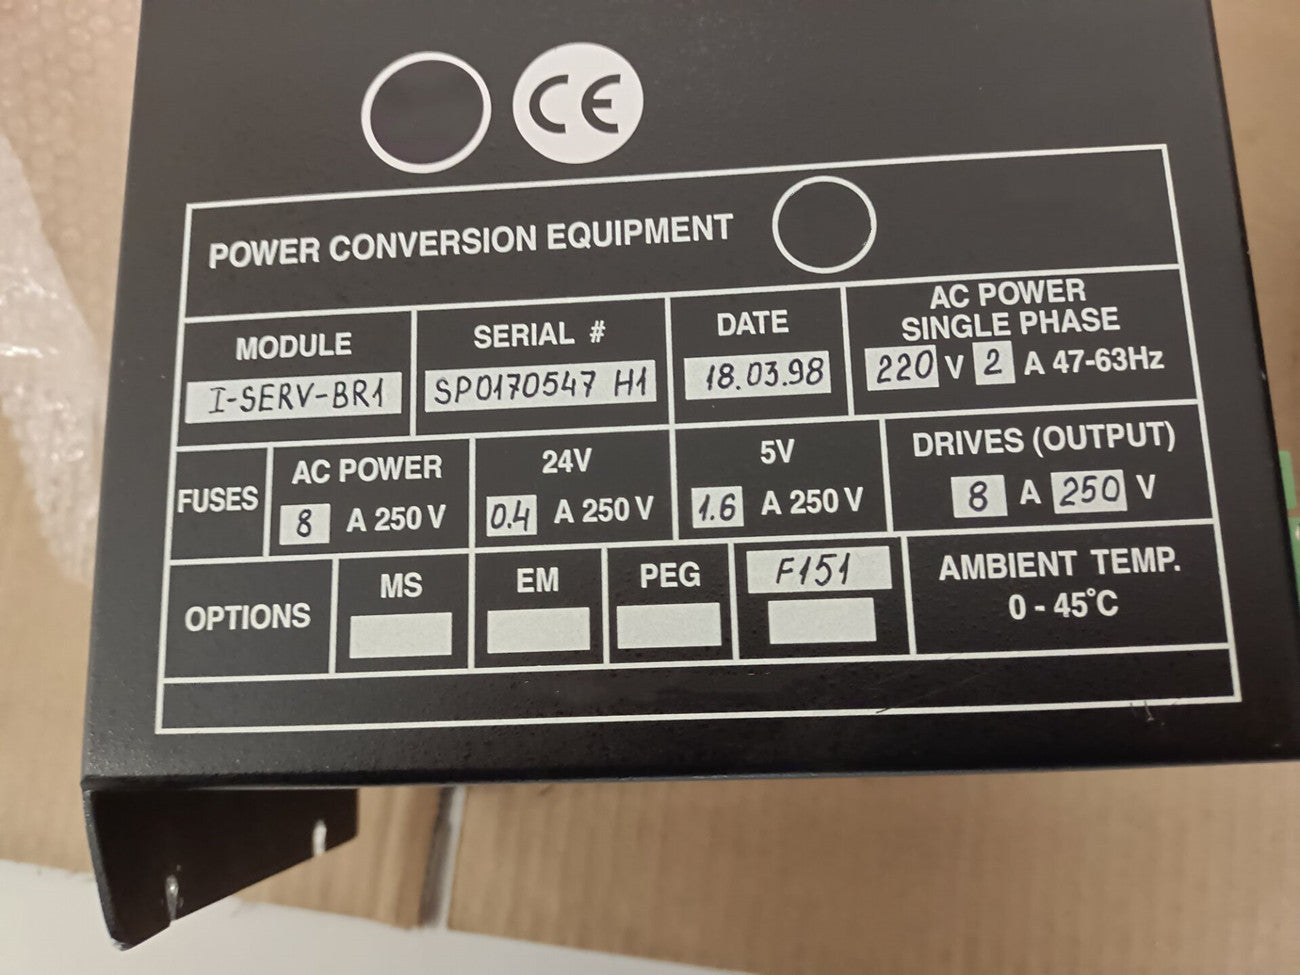 CE
POWER CONVERSION EQUIPMENT
MODULE
I-SERV-BR1
SERIAL #
SP0170547 H1
DATE
18.03.98
AC POWER
SINGLE PHASE
220 V 2 A 47-63Hz
FUSES
AC POWER
8 A 250 V
24V
0.4 A 250 V
5V
1.6 A 250 V
DRIVES (OUTPUT)
8 A 250 V
OPTIONS
MS
EM
PEG
F151
AMBIENT TEMP.
0 - 45°C